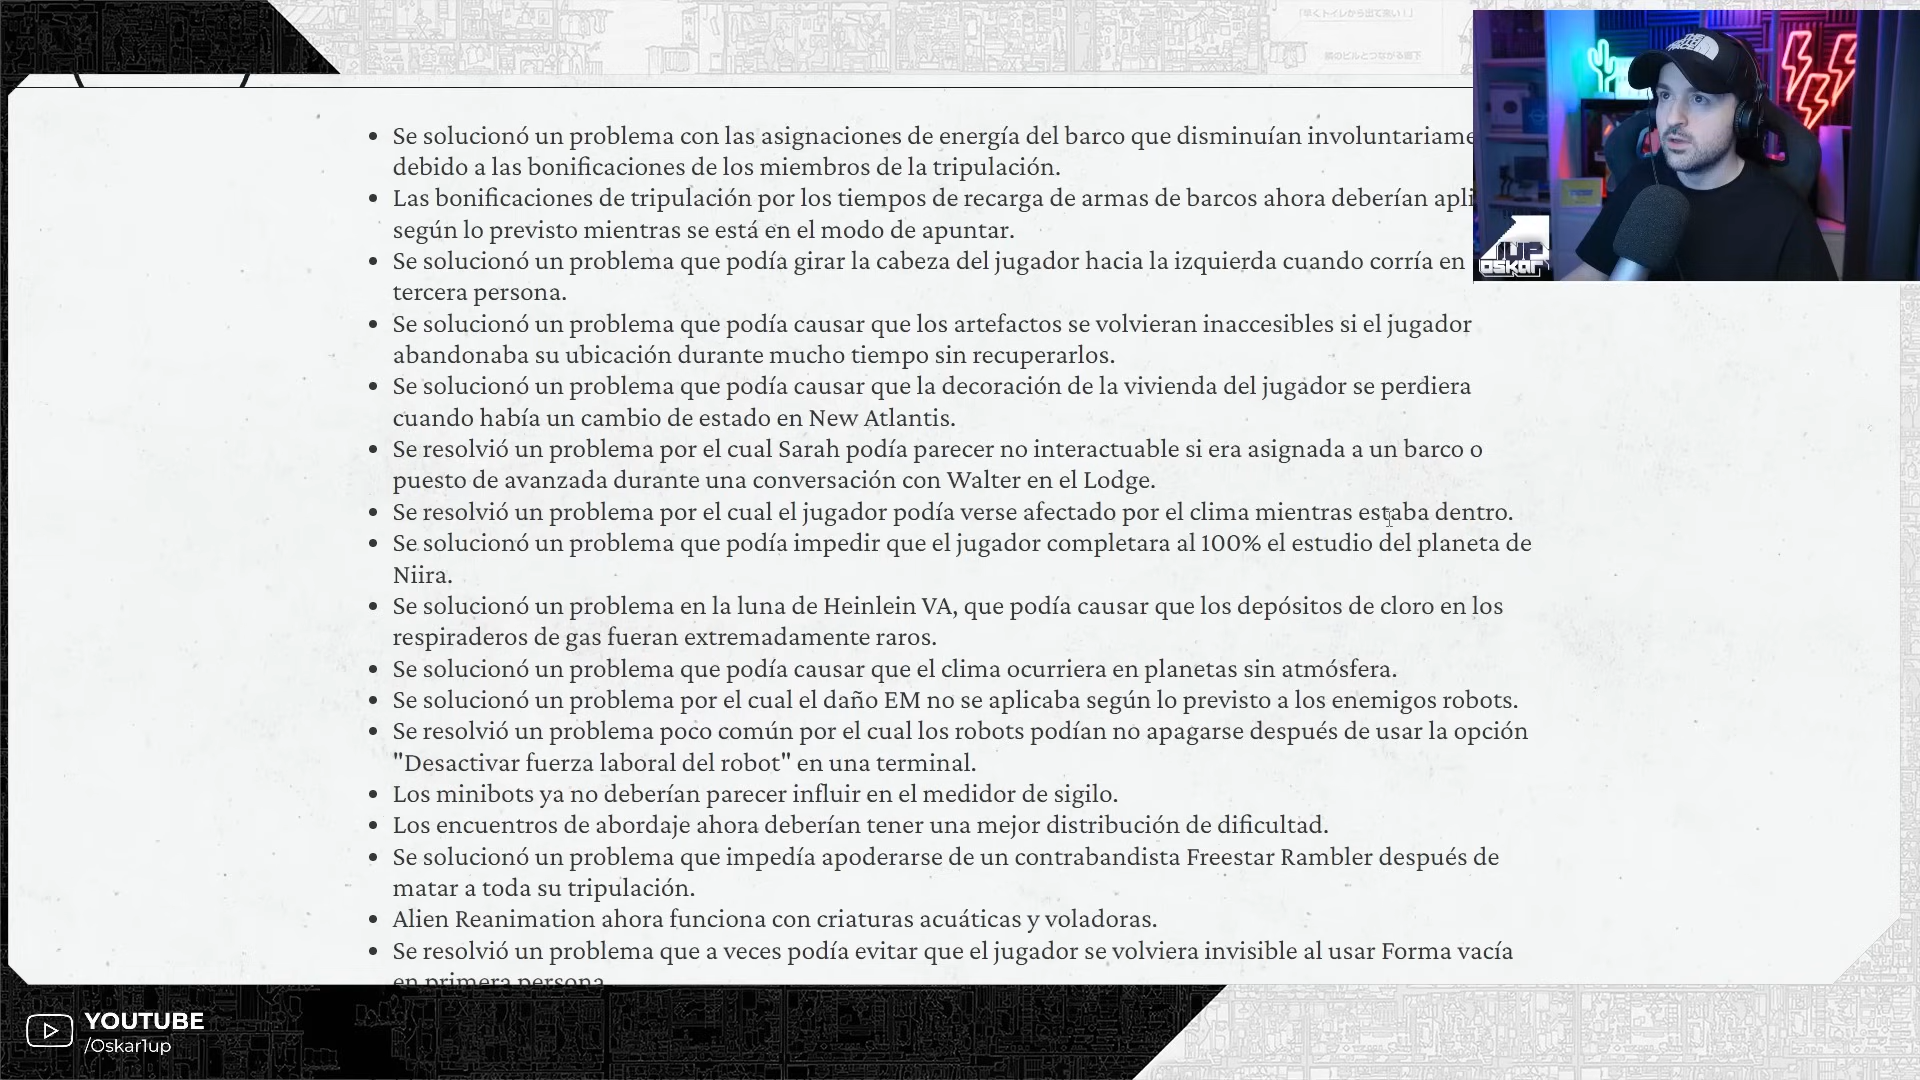 Se solucionó un problema con las asignaciones de energía del barco que disminuían involuntariame
debido a las bonificaciones de los miembros de la tripulación.
Las bonificaciones de tripulación por los tiempos de recarga de armas de barcos ahora deberían apli
según lo previsto mientras se está en el modo de apuntar.
Se solucionó un problema que podía girar la cabeza del jugador hacia la izquierda cuando corría en
tercera persona.
Se solucionó un problema que podía causar que los artefactos se volvieran inaccesibles si el jugador
abandonaba su ubicación durante mucho tiempo sin recuperarlos.
Se solucionó un problema que podía causar que la decoración de la vivienda del jugador se perdiera
cuando había un cambio de estado en New Atlantis.
Se resolvió un problema por el cual Sarah podía parecer no interactuable si era asignada a un barco o
puesto de avanzada durante una conversación con Walter en el Lodge.
Se resolvió un problema por el cual el jugador podía verse afectado por el clima mientras estaba dentro.
Se solucionó un problema que podía impedir que el jugador completara al 100% el estudio del planeta de
Niira.
Se solucionó un problema en la luna de Heinlein VA, que podía causar que los depósitos de cloro en los
respiraderos de gas fueran extremadamente raros.
Se solucionó un problema que podía causar que el clima ocurriera en planetas sin atmósfera.
Se solucionó un problema por el cual el daño EM no se aplicaba según lo previsto a los enemigos robots.
Se resolvió un problema poco común por el cual los robots podían no apagarse después de usar la opción
"Desactivar fuerza laboral del robot" en una terminal.
Los minibots ya no deberían parecer influir en el medidor de sigilo.
Los encuentros de abordaje ahora deberían tener una mejor distribución de dificultad.
Se solucionó un problema que impedía apoderarse de un contrabandista Freestar Rambler después de
matar a toda su tripulación.
Alien Reanimation ahora funciona con criaturas acuáticas y voladoras.
Se resolvió un problema que a veces podía evitar que el jugador se volviera invisible al usar Forma vacía
en primera persona.
THE NORTH FACE
1UP
oskar
YOUTUBE
/Oskar1up